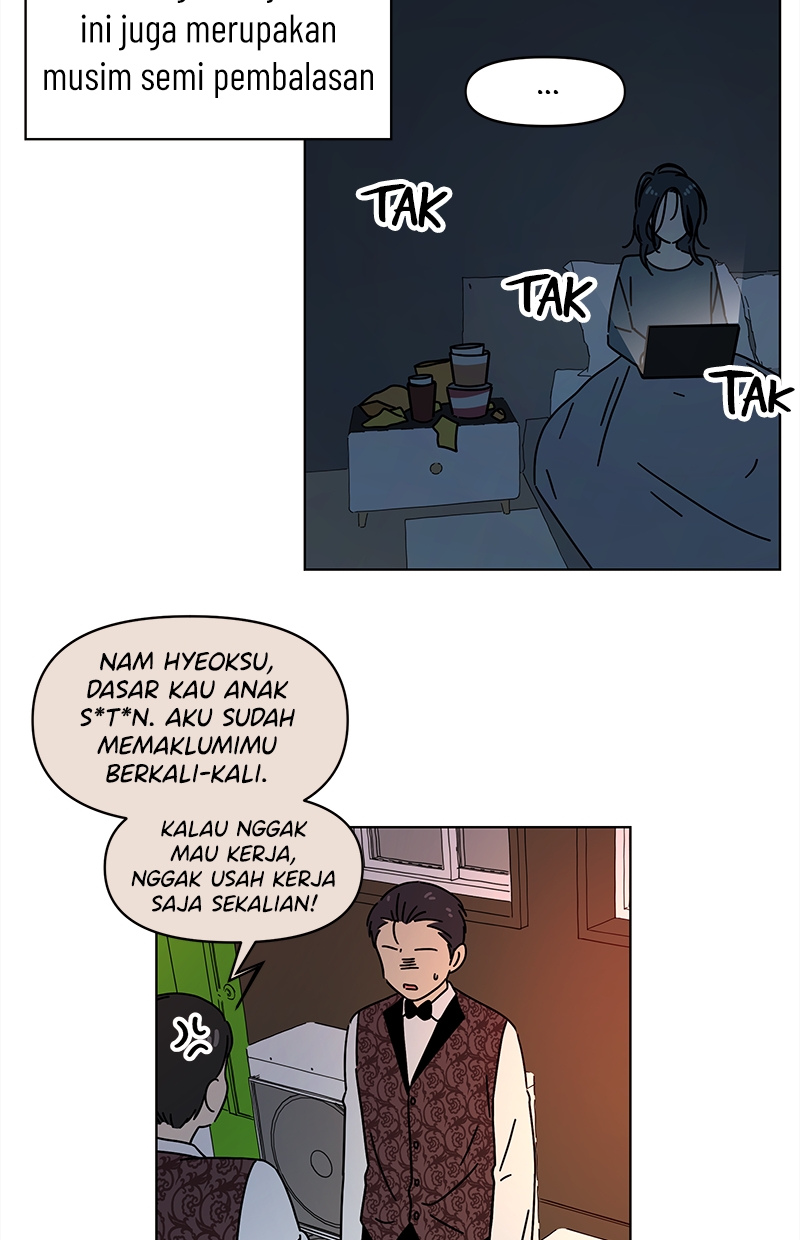 ini juga merupakan
musim semi pembalasan
...
TAK
TAK
TAK
NAM HYEOKSU,
DASAR KAU ANAK
S*T*N. AKU SUDAH
MEMAKLUMIMU
BERKALI-KALI.
KALAU NGGAK
MAU KERJA,
NGGAK USAH KERJA
SAJA SEKALIAN!